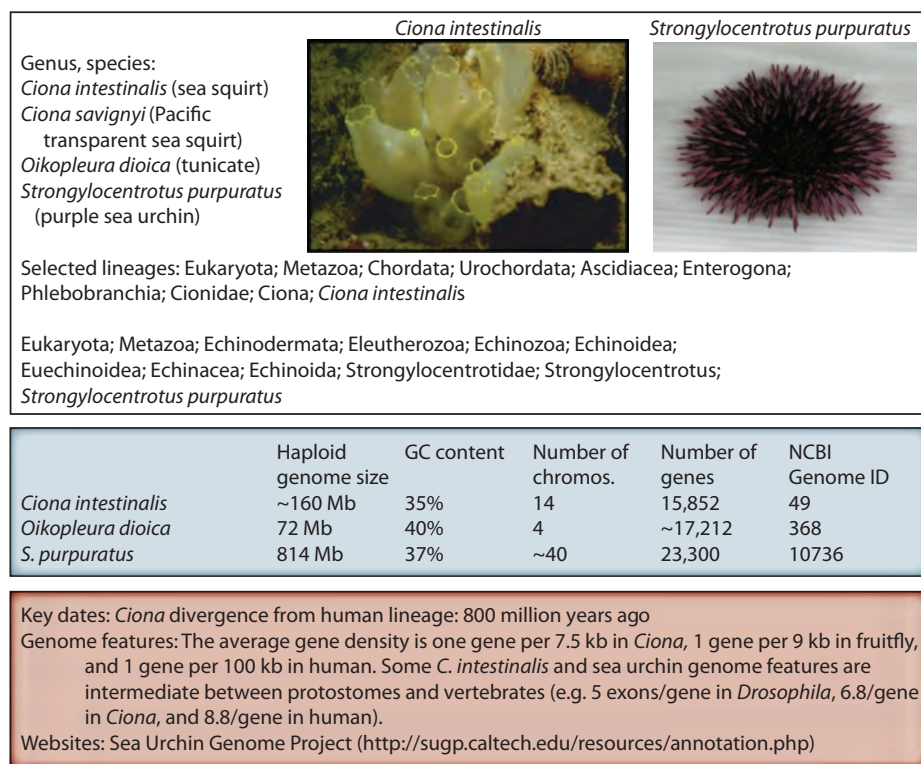 Ciona intestinalis
Strongylocentrotus purpuratus
Genus, species:
Ciona intestinalis (sea squirt)
Ciona savignyi (Pacific
transparent sea squirt)
Oikopleura dioica (tunicate)
Strongylocentrotus purpuratus
(purple sea urchin)
Selected lineages: Eukaryota; Metazoa; Chordata; Urochordata; Ascidiacea; Enterogona;
Phlebobranchia; Cionidae; Ciona; Ciona intestinalis
Eukaryota; Metazoa; Echinodermata; Eleutherozoa; Echinozoa; Echinoidea;
Euechinoidea; Echinacea; Echinoida; Strongylocentrotidae; Strongylocentrotus;
Strongylocentrotus purpuratus
Haploid GC content Number of Number of NCBI
genome size chromos. genes Genome ID
Ciona intestinalis ~160 Mb 35% 14 15,852 49
Oikopleura dioica 72 Mb 40% 4 ~17,212 368
S. purpuratus 814 Mb 37% ~40 23,300 10736
Key dates: Ciona divergence from human lineage: 800 million years ago
Genome features: The average gene density is one gene per 7.5 kb in Ciona, 1 gene per 9 kb in fruitfly,
and 1 gene per 100 kb in human. Some C. intestinalis and sea urchin genome features are
intermediate between protostomes and vertebrates (e.g. 5 exons/gene in Drosophila, 6.8/gene
in Ciona, and 8.8/gene in human).
Websites: Sea Urchin Genome Project (http://sugp.caltech.edu/resources/annotation.php)